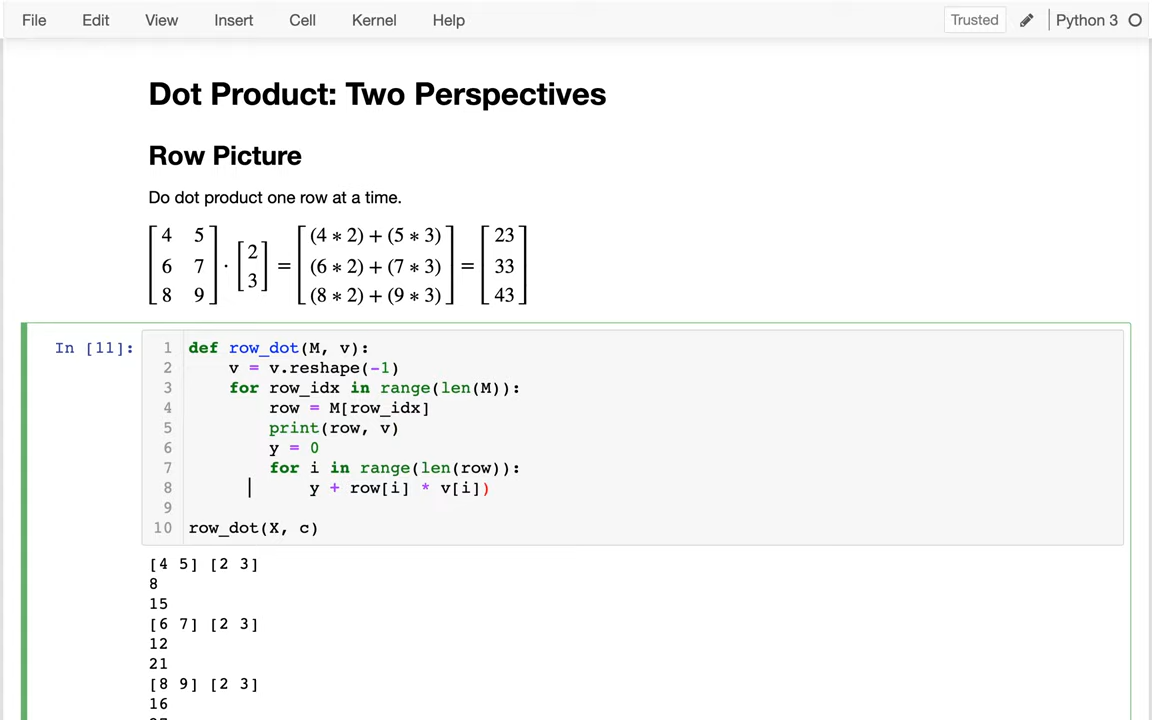 File Edit View Insert Cell Kernel Help Trusted Python 3
Dot Product: Two Perspectives
Row Picture
Do dot product one row at a time.
4 5 (4 * 2) + (5 * 3) 23
6 7 · 2 = (6 * 2) + (7 * 3) = 33
3
8 9 (8 * 2) + (9 * 3) 43
In [11]: 1 def row_dot(M, v):
2 v = v.reshape(-1)
3 for row_idx in range(len(M)):
4 row = M[row_idx]
5 print(row, v)
6 y = 0
7 for i in range(len(row)):
8 y + row[i] * v[i])
9
10 row_dot(X, c)
[4 5] [2 3]
8
15
[6 7] [2 3]
12
21
[8 9] [2 3]
16